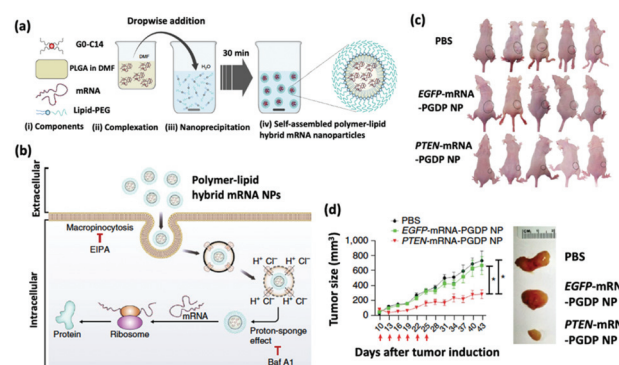 (a)
Dropwise addition
G0-C14
PLGA in DMF
mRNA
Lipid-PEG
DMF
H₂O
30 min
(i) Components
(ii) Complexation
(iii) Nanoprecipitation
(iv) Self-assembled polymer-lipid
hybrid mRNA nanoparticles
(b)
Extracellular
Intracellular
Polymer-lipid
hybrid mRNA NPs
Macropinocytosis
EIPA
H⁺ Cl⁻
H⁺ Cl⁻
H⁺ Cl⁻
H⁺ Cl⁻
Protein
Ribosome
mRNA
Proton-sponge
effect
Baf A1
(c)
PBS
EGFP-mRNA
-PGDP NP
PTEN-mRNA
-PGDP NP
(d)
PBS
EGFP-mRNA-PGDP NP
PTEN-mRNA-PGDP NP
Tumor size (mm³)
1000
800
600
400
200
0
10 13 16 19 22 25 28 31 34 37 40 43
Days after tumor induction
* *
PBS
EGFP-mRN
-PGDP NP
PTEN-mRN
-PGDP NP